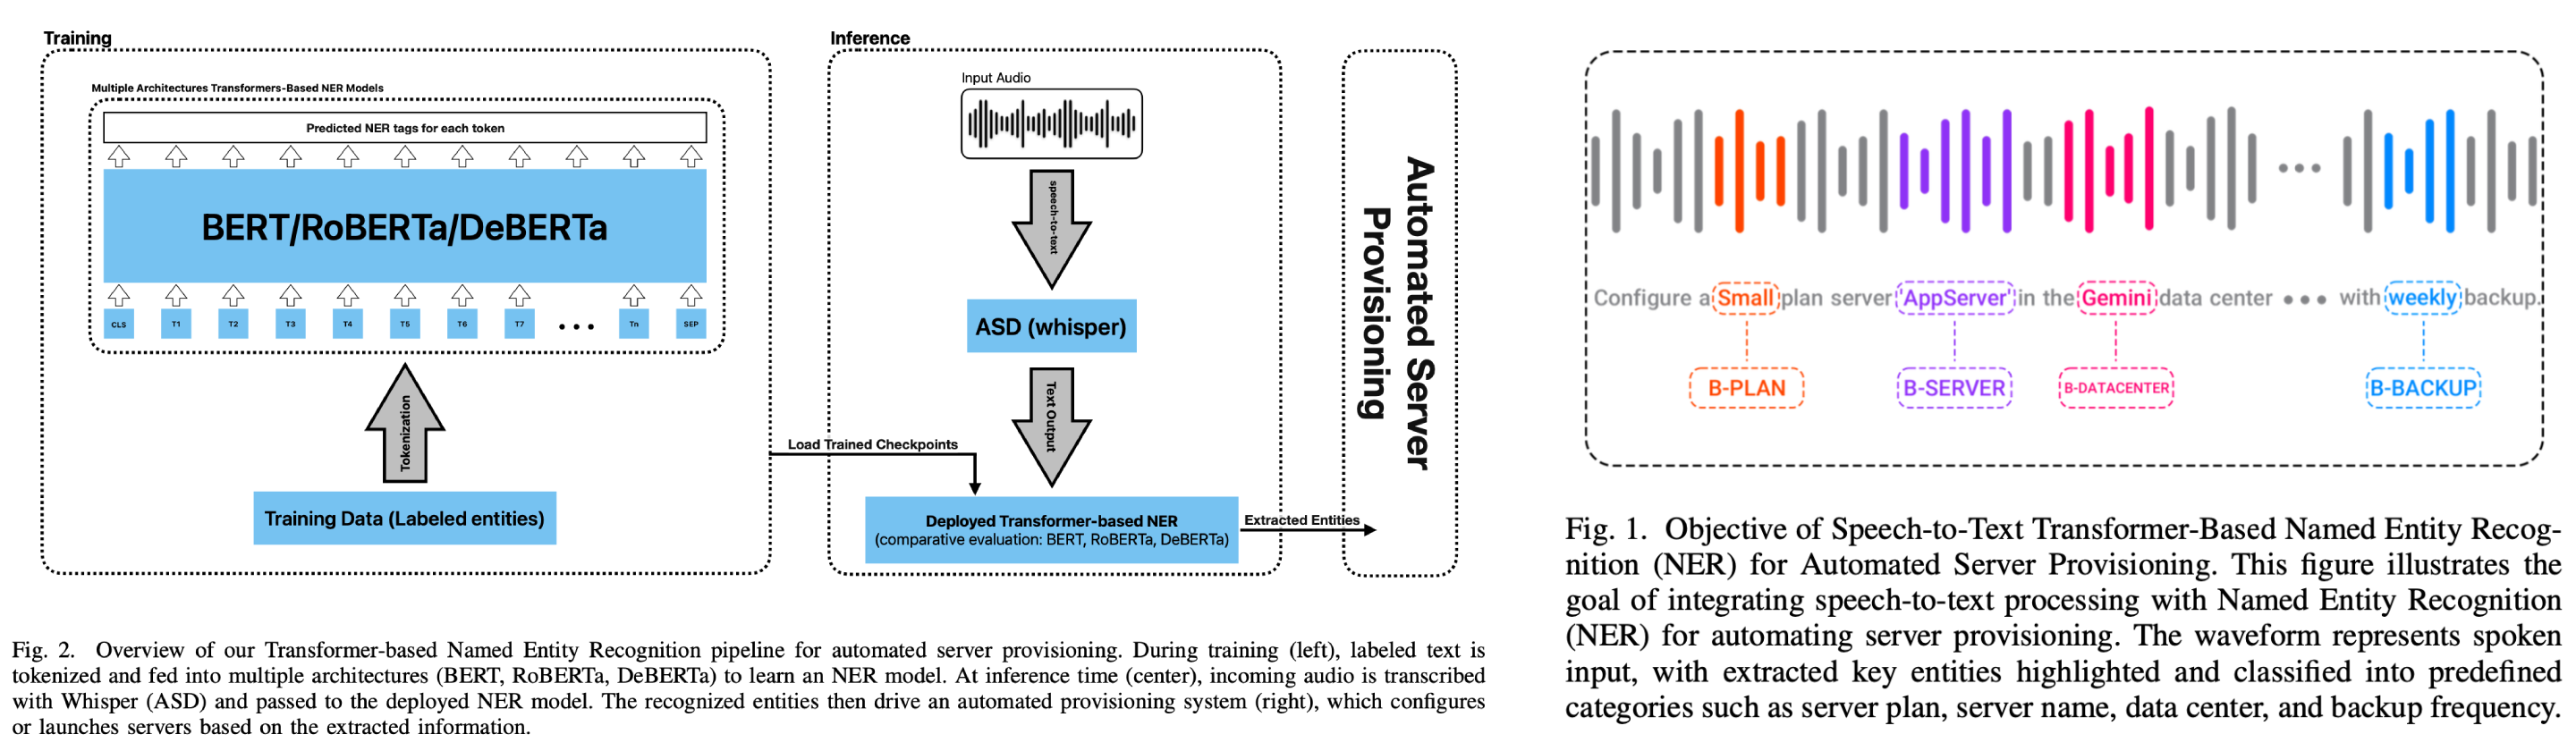 Training
Multiple Architectures Transformers-Based NER Models
Predicted NER tags for each token
BERT/RoBERTa/DeBERTa
CLS T1 T2 T3 T4 T5 T6 T7 ••• Tn SEP
Tokenization
Training Data (Labeled entities)
Load Trained Checkpoints
Inference
Input Audio
speech-to-text
ASD (whisper)
Text Output
Deployed Transformer-based NER
(comparative evaluation: BERT, RoBERTa, DeBERTa)
Extracted Entities
Automated Server
Provisioning
Fig. 2. Overview of our Transformer-based Named Entity Recognition pipeline for automated server provisioning. During training (left), labeled text is
tokenized and fed into multiple architectures (BERT, RoBERTa, DeBERTa) to learn an NER model. At inference time (center), incoming audio is transcribed
with Whisper (ASD) and passed to the deployed NER model. The recognized entities then drive an automated provisioning system (right), which configures
or launches servers based on the extracted information.
•••
Configure a Small plan server 'AppServer' in the Gemini data center ••• with weekly backup.
B-PLAN B-SERVER B-DATACENTER B-BACKUP
Fig. 1. Objective of Speech-to-Text Transformer-Based Named Entity Recog-
nition (NER) for Automated Server Provisioning. This figure illustrates the
goal of integrating speech-to-text processing with Named Entity Recognition
(NER) for automating server provisioning. The waveform represents spoken
input, with extracted key entities highlighted and classified into predefined
categories such as server plan, server name, data center, and backup frequency.